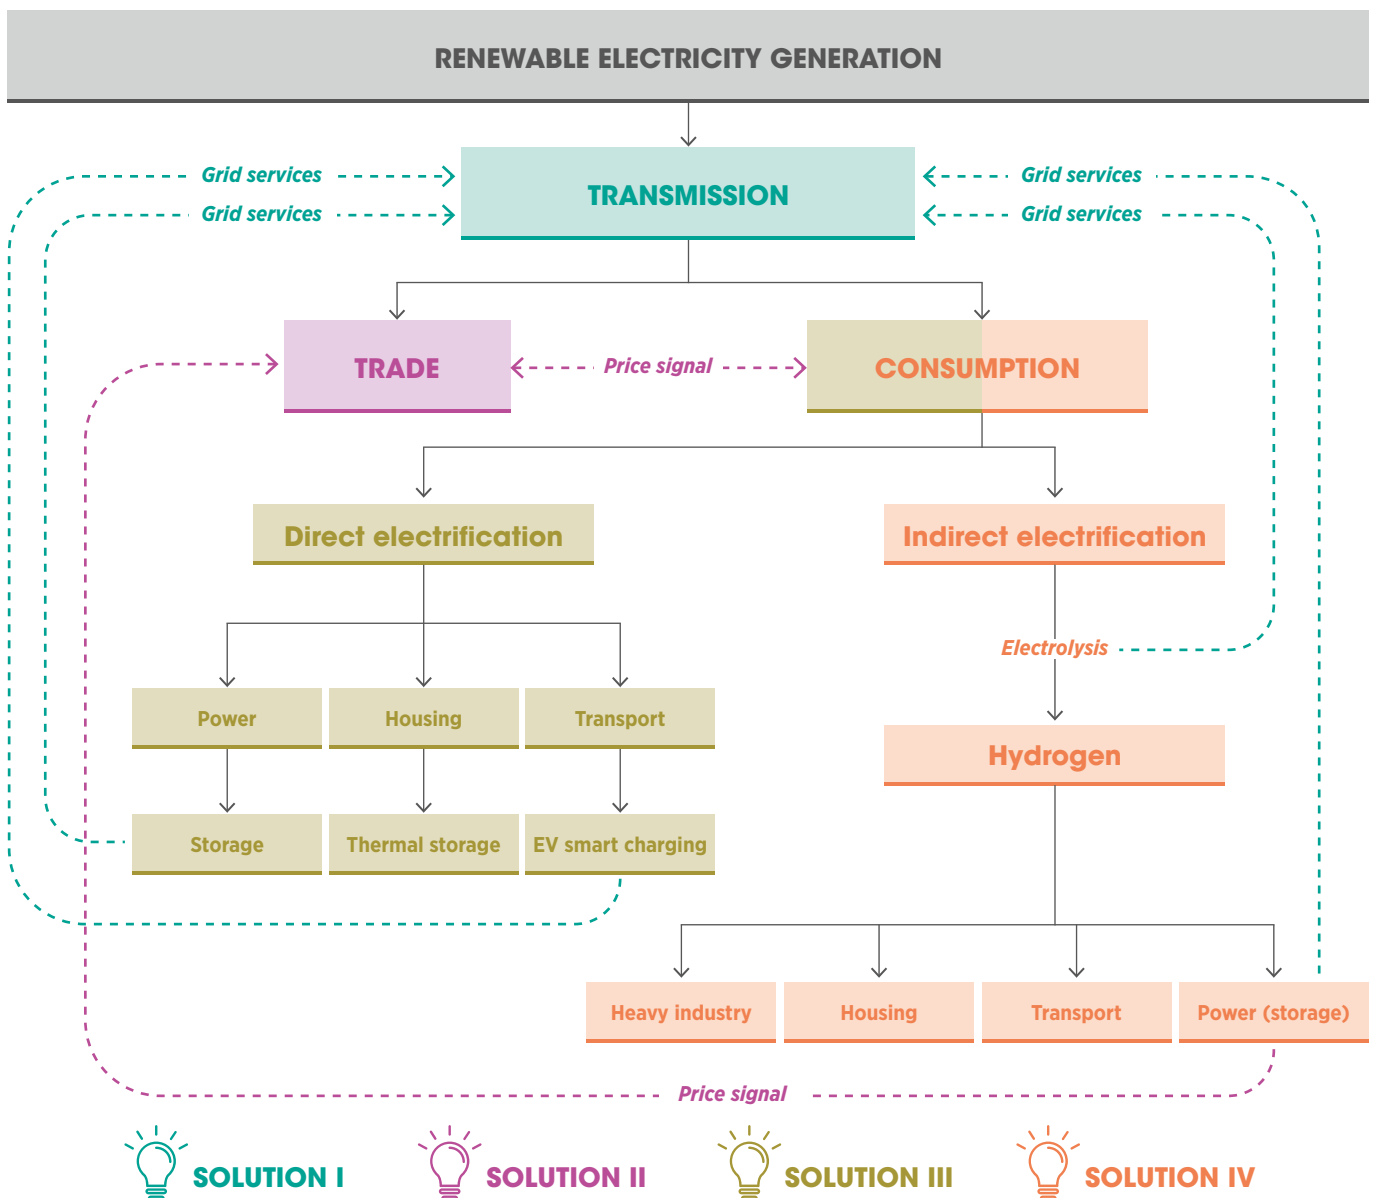 RENEWABLE ELECTRICITY GENERATION
Grid services
Grid services
TRANSMISSION
Grid services
Grid services
TRADE
Price signal
CONSUMPTION
Direct electrification
Indirect electrification
Electrolysis
Power
Housing
Transport
Hydrogen
Storage
Thermal storage
EV smart charging
Heavy industry
Housing
Transport
Power (storage)
Price signal
SOLUTION I
SOLUTION II
SOLUTION III
SOLUTION IV